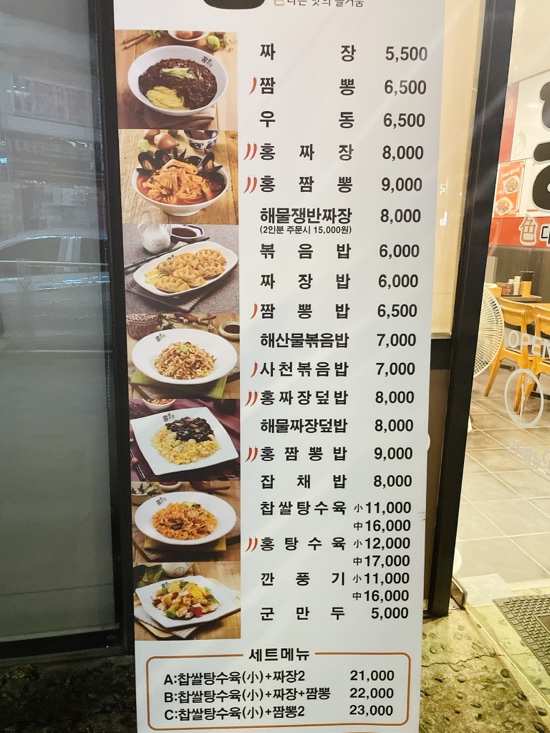 다른 맛의 즐거움
짜 장 5,500
짬 뽕 6,500
우 동 6,500
홍 짜 장 8,000
홍 짬 뽕 9,000
해물쟁반짜장 8,000
(2인분 주문시 15,000원)
볶 음 밥 6,000
짜 장 밥 6,000
짬 뽕 밥 6,500
해산물볶음밥 7,000
사천볶음밥 7,000
홍짜장덮밥 8,000
해물짜장덮밥 8,000
홍 짬 뽕 밥 9,000
잡 채 밥 8,000
찹쌀탕수육 小 11,000
中 16,000
홍 탕 수 육 小 12,000
中 17,000
깐 풍 기 小 11,000
中 16,000
군 만 두 5,000
세트메뉴
A:찹쌀탕수육(小)+짜장2 21,000
B:찹쌀탕수육(小)+짜장+짬뽕 22,000
C:찹쌀탕수육(小)+짬뽕2 23,000
OPEN